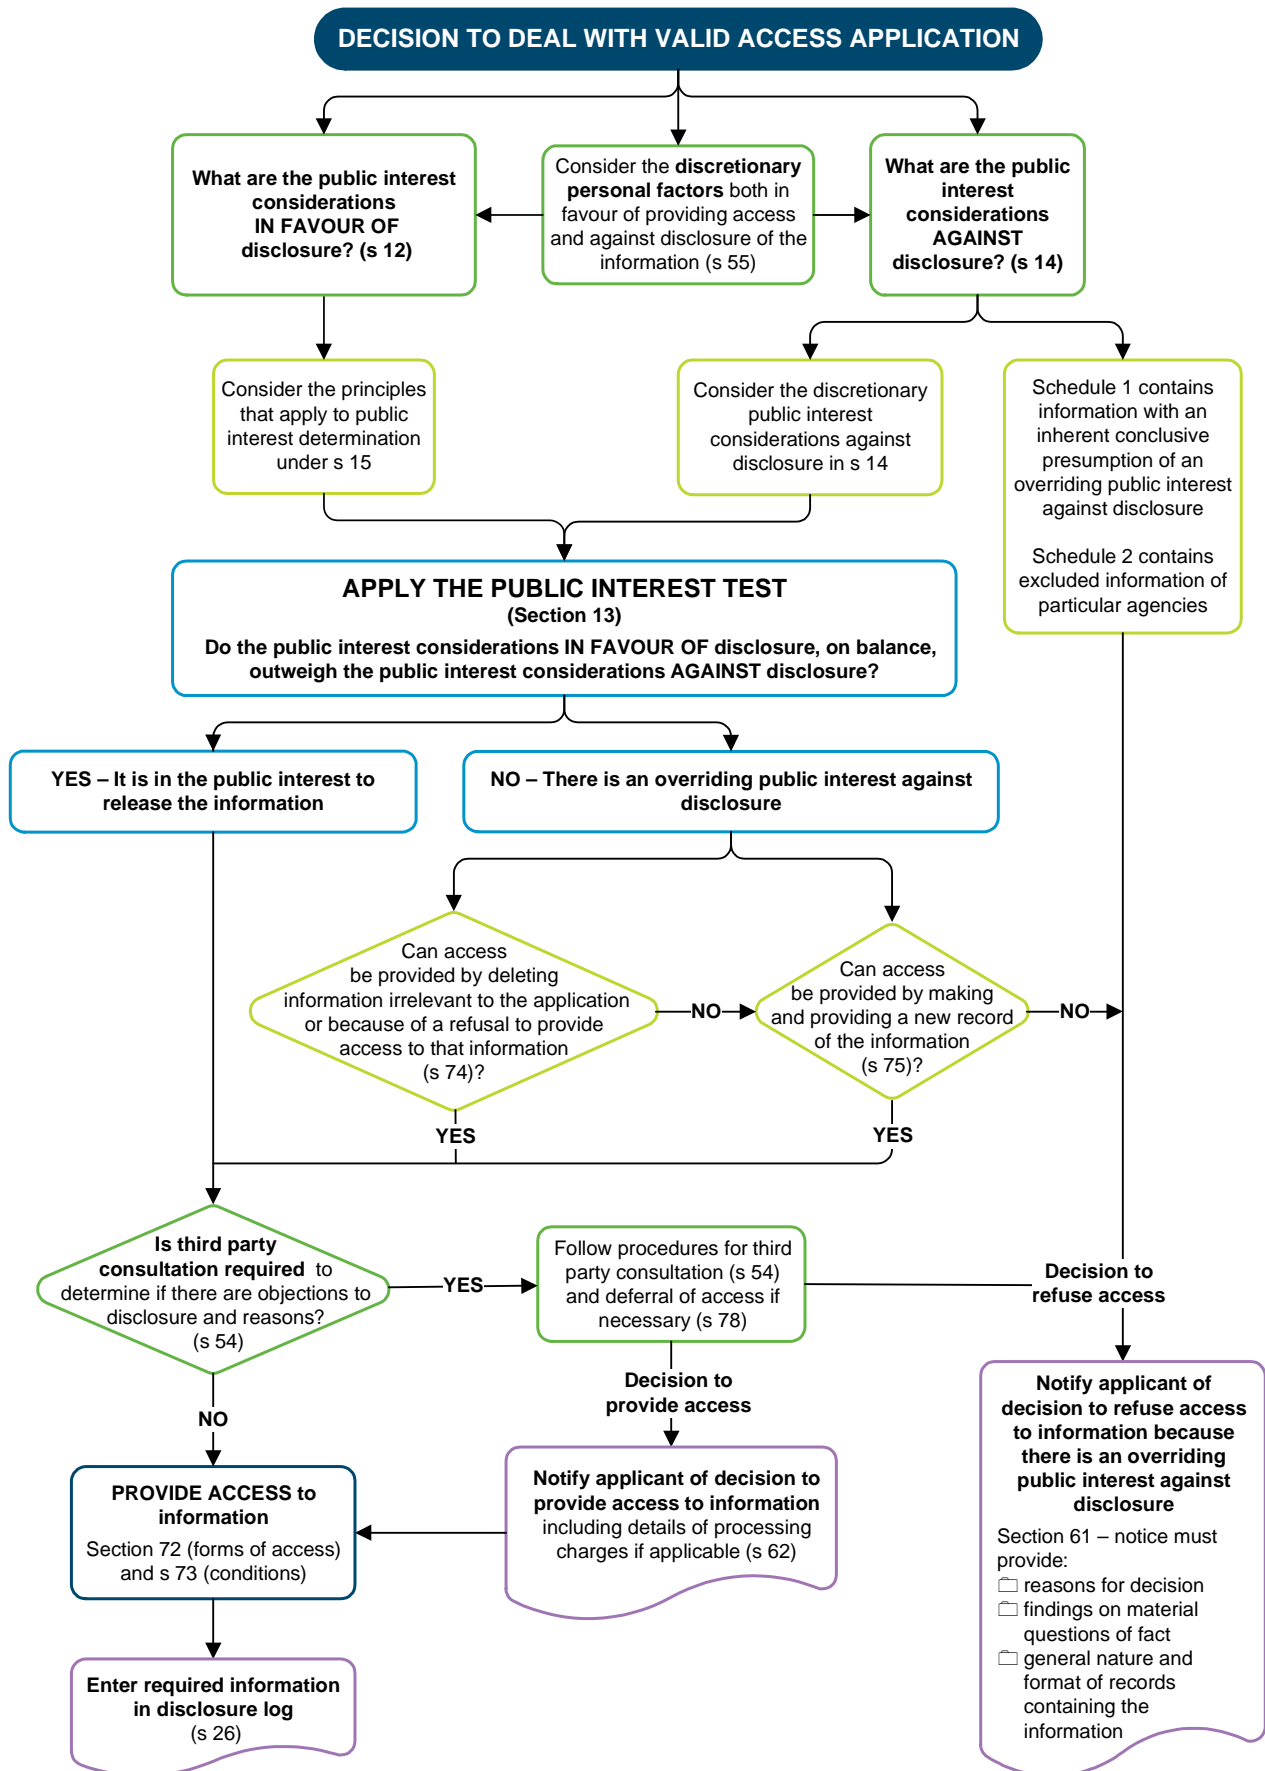 DECISION TO DEAL WITH VALID ACCESS APPLICATION
What are the public interest
considerations
IN FAVOUR OF
disclosure? (s 12)
Consider the discretionary
personal factors both in
favour of providing access
and against disclosure of the
information (s 55)
What are the public
interest
considerations
AGAINST
disclosure? (s 14)
Consider the principles
that apply to public
interest determination
under s 15
Consider the discretionary
public interest
considerations against
disclosure in s 14
Schedule 1 contains
information with an
inherent conclusive
presumption of an
overriding public interest
against disclosure
Schedule 2 contains
excluded information of
particular agencies
APPLY THE PUBLIC INTEREST TEST
(Section 13)
Do the public interest considerations IN FAVOUR OF disclosure, on balance,
outweigh the public interest considerations AGAINST disclosure?
YES – It is in the public interest to
release the information
NO – There is an overriding public interest against
disclosure
Can access
be provided by deleting
information irrelevant to the application
or because of a refusal to provide
access to that information
(s 74)?
NO
Can access
be provided by making
and providing a new record
of the information
(s 75)?
NO
YES
YES
Is third party
consultation required to
determine if there are objections to
disclosure and reasons?
(s 54)
YES
Follow procedures for third
party consultation (s 54)
and deferral of access if
necessary (s 78)
Decision to
refuse access
NO
Decision to
provide access
PROVIDE ACCESS to
information
Section 72 (forms of access)
and s 73 (conditions)
Notify applicant of decision to
provide access to information
including details of processing
charges if applicable (s 62)
Notify applicant of
decision to refuse access
to information because
there is an overriding
public interest against
disclosure
Section 61 – notice must
provide:
reasons for decision
findings on material
questions of fact
general nature and
format of records
containing the
information
Enter required information
in disclosure log
(s 26)